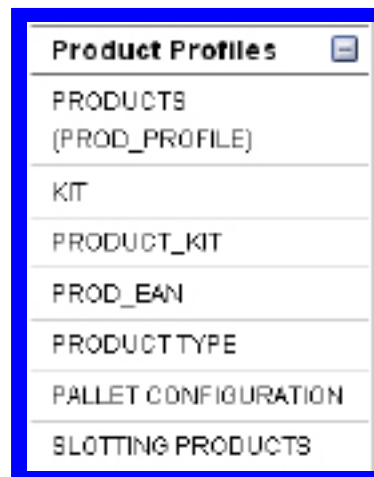 Product Profiles
PRODUCTS
(PROD_PROFILE)
KIT
PRODUCT_KIT
PROD_EAN
PRODUCT TYPE
PALLET CONFIGURATION
SLOTTING PRODUCTS